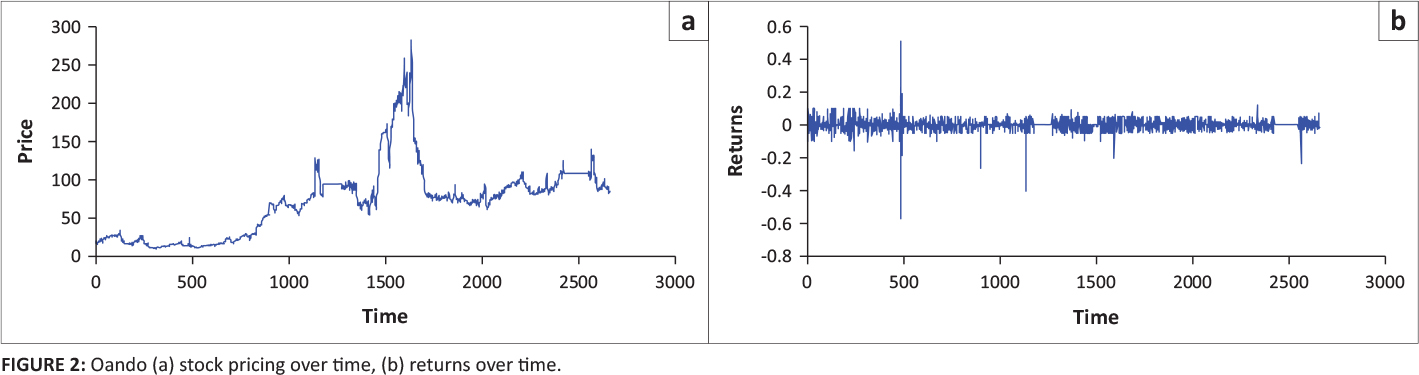 a
300
250
200
150
100
50
0
Price
0 500 1000 1500 2000 2500 3000
Time
b
0.6
0.4
0.2
0
-0.2
-0.4
-0.6
-0.8
Returns
0 500 1000 1500 2000 2500 3000
Time
FIGURE 2: Oando (a) stock pricing over time, (b) returns over time.